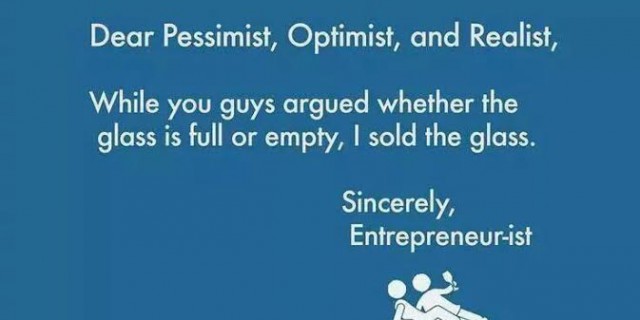 Dear Pessimist, Optimist, and Realist,
While you guys argued whether the
glass is full or empty, I sold the glass.
Sincerely,
Entrepreneur-ist